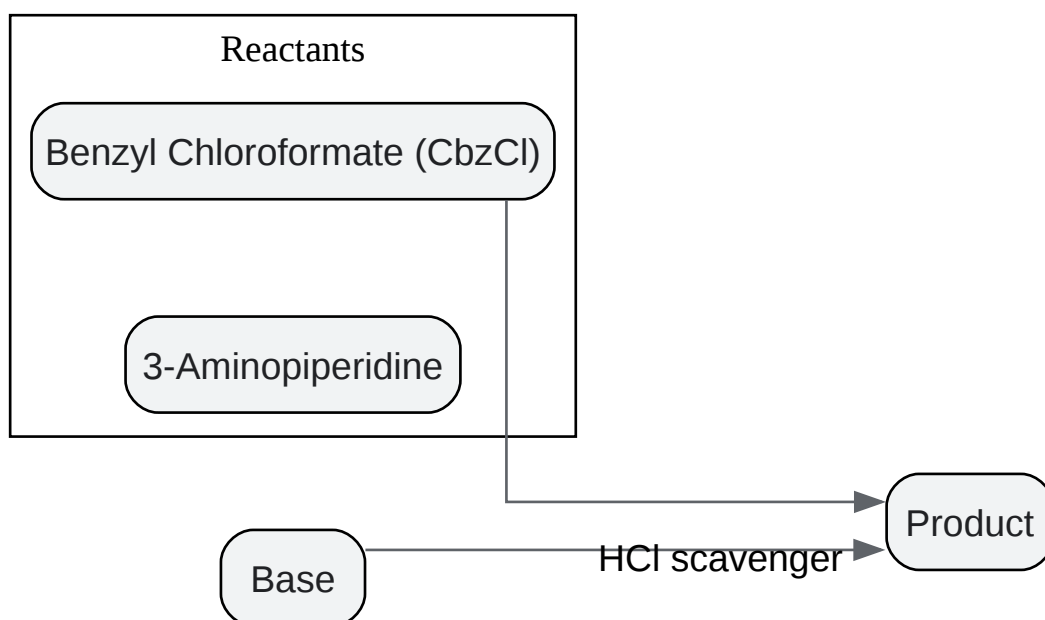 Reactants
Benzyl Chloroformate (CbzCl)
3-Aminopiperidine
Product
HCl scavenger
Base